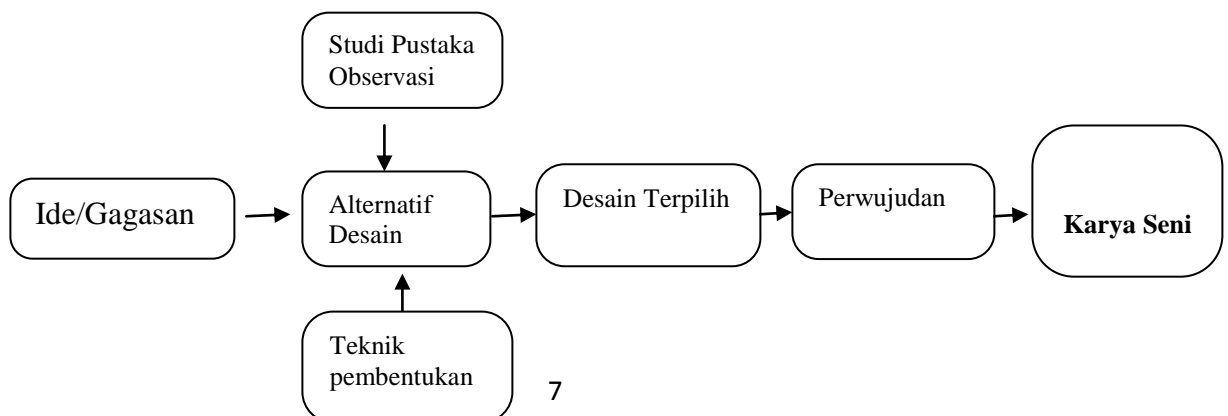 Studi Pustaka
Observasi
Ide/Gagasan
Alternatif
Desain
Desain Terpilih
Perwujudan
Karya Seni
Teknik
pembentukan
7